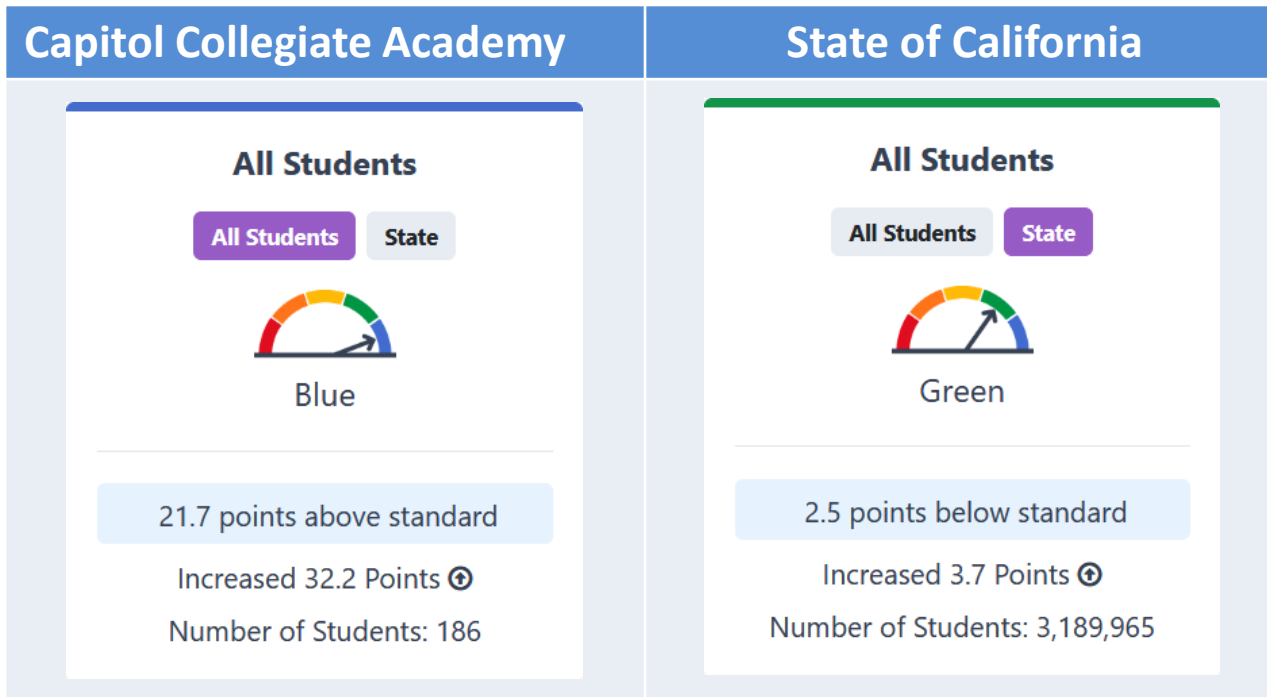 Capitol Collegiate Academy
All Students
All Students State
Blue
21.7 points above standard
Increased 32.2 Points
Number of Students: 186
State of California
All Students
All Students State
Green
2.5 points below standard
Increased 3.7 Points
Number of Students: 3,189,965